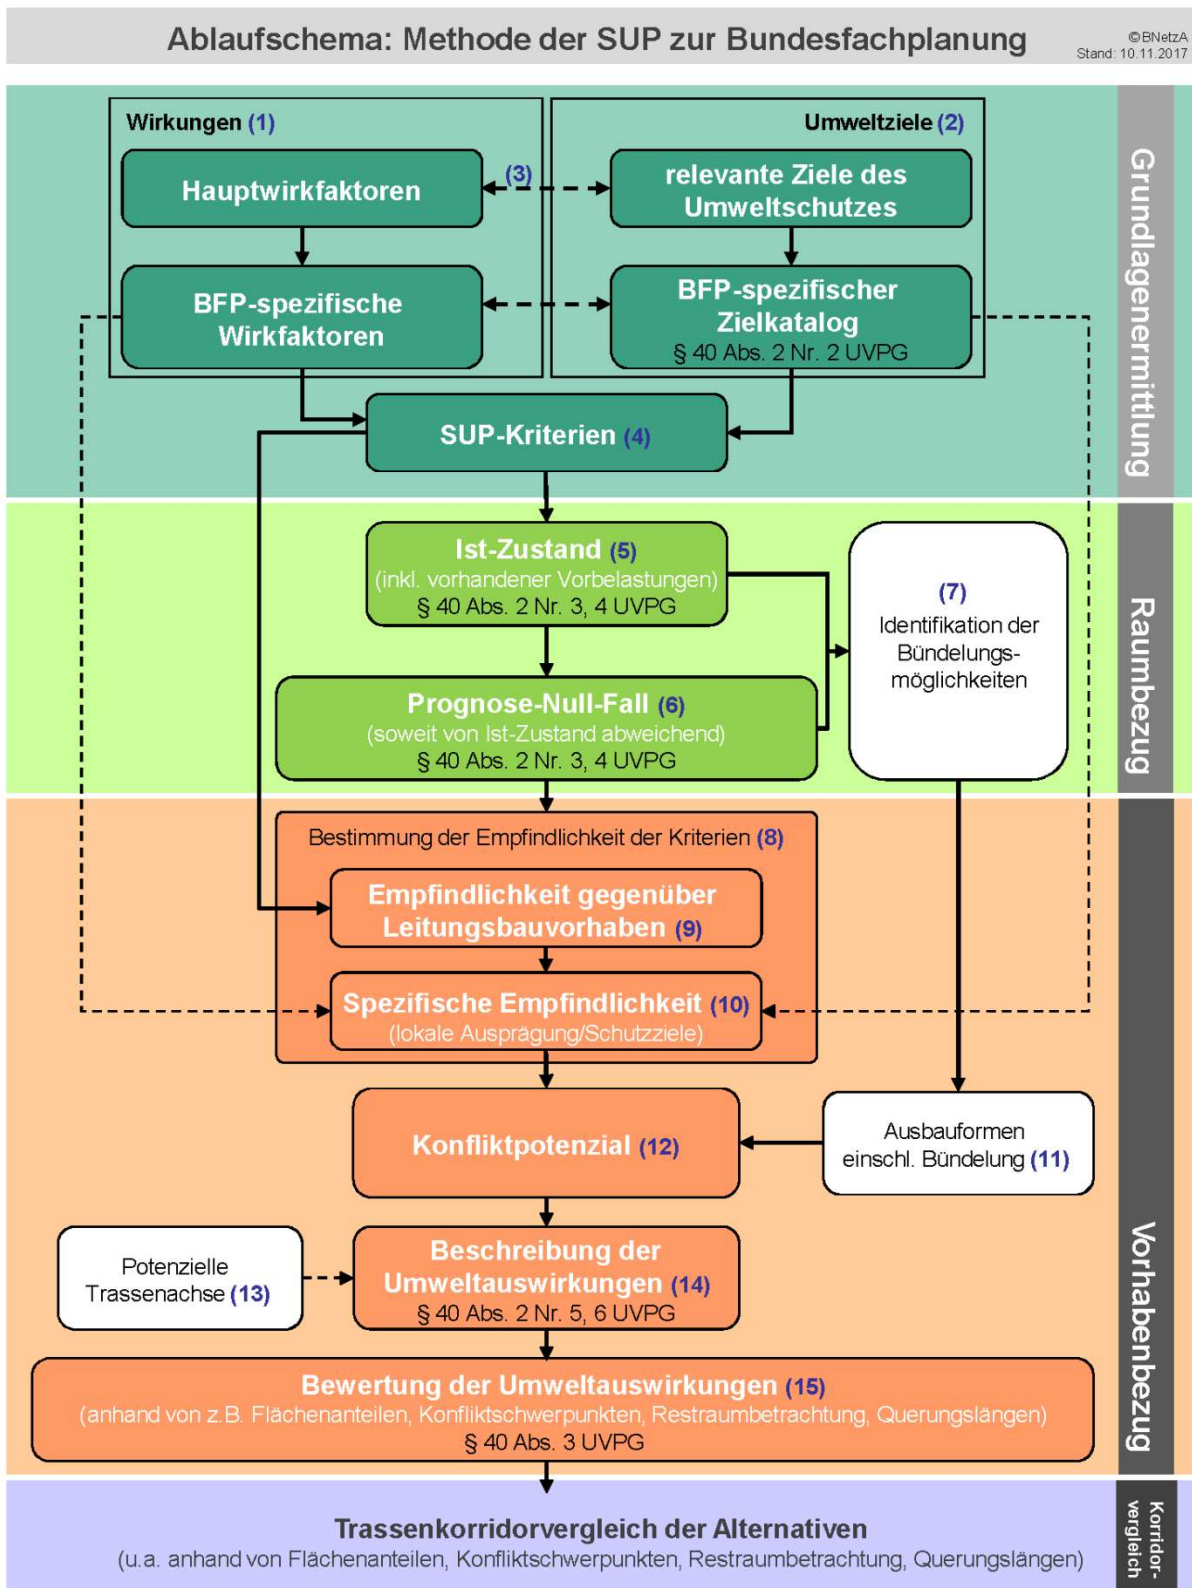 Ablaufschema: Methode der SUP zur Bundesfachplanung
©BNetzA
Stand: 10.11.2017
Grundlagenermittlung
Wirkungen (1)
Umweltziele (2)
Hauptwirkfaktoren
(3)
relevante Ziele des
Umweltschutzes
BFP-spezifische
Wirkfaktoren
BFP-spezifischer
Zielkatalog
§ 40 Abs. 2 Nr. 2 UVPG
SUP-Kriterien (4)
Raumbezug
Ist-Zustand (5)
(inkl. vorhandener Vorbelastungen)
§ 40 Abs. 2 Nr. 3, 4 UVPG
Prognose-Null-Fall (6)
(soweit von Ist-Zustand abweichend)
§ 40 Abs. 2 Nr. 3, 4 UVPG
(7)
Identifikation der
Bündelungs-
möglichkeiten
Vorhabenbezug
Bestimmung der Empfindlichkeit der Kriterien (8)
Empfindlichkeit gegenüber
Leitungsbauvorhaben (9)
Spezifische Empfindlichkeit (10)
(lokale Ausprägung/Schutzziele)
Konfliktpotenzial (12)
Ausbauformen
einschl. Bündelung (11)
Potenzielle
Trassenachse (13)
Beschreibung der
Umweltauswirkungen (14)
§ 40 Abs. 2 Nr. 5, 6 UVPG
Bewertung der Umweltauswirkungen (15)
(anhand von z.B. Flächenanteilen, Konfliktschwerpunkten, Restraumbetrachtung, Querungslängen)
§ 40 Abs. 3 UVPG
Korridor-
vergleich
Trassenkorridorvergleich der Alternativen
(u.a. anhand von Flächenanteilen, Konfliktschwerpunkten, Restraumbetrachtung, Querungslängen)